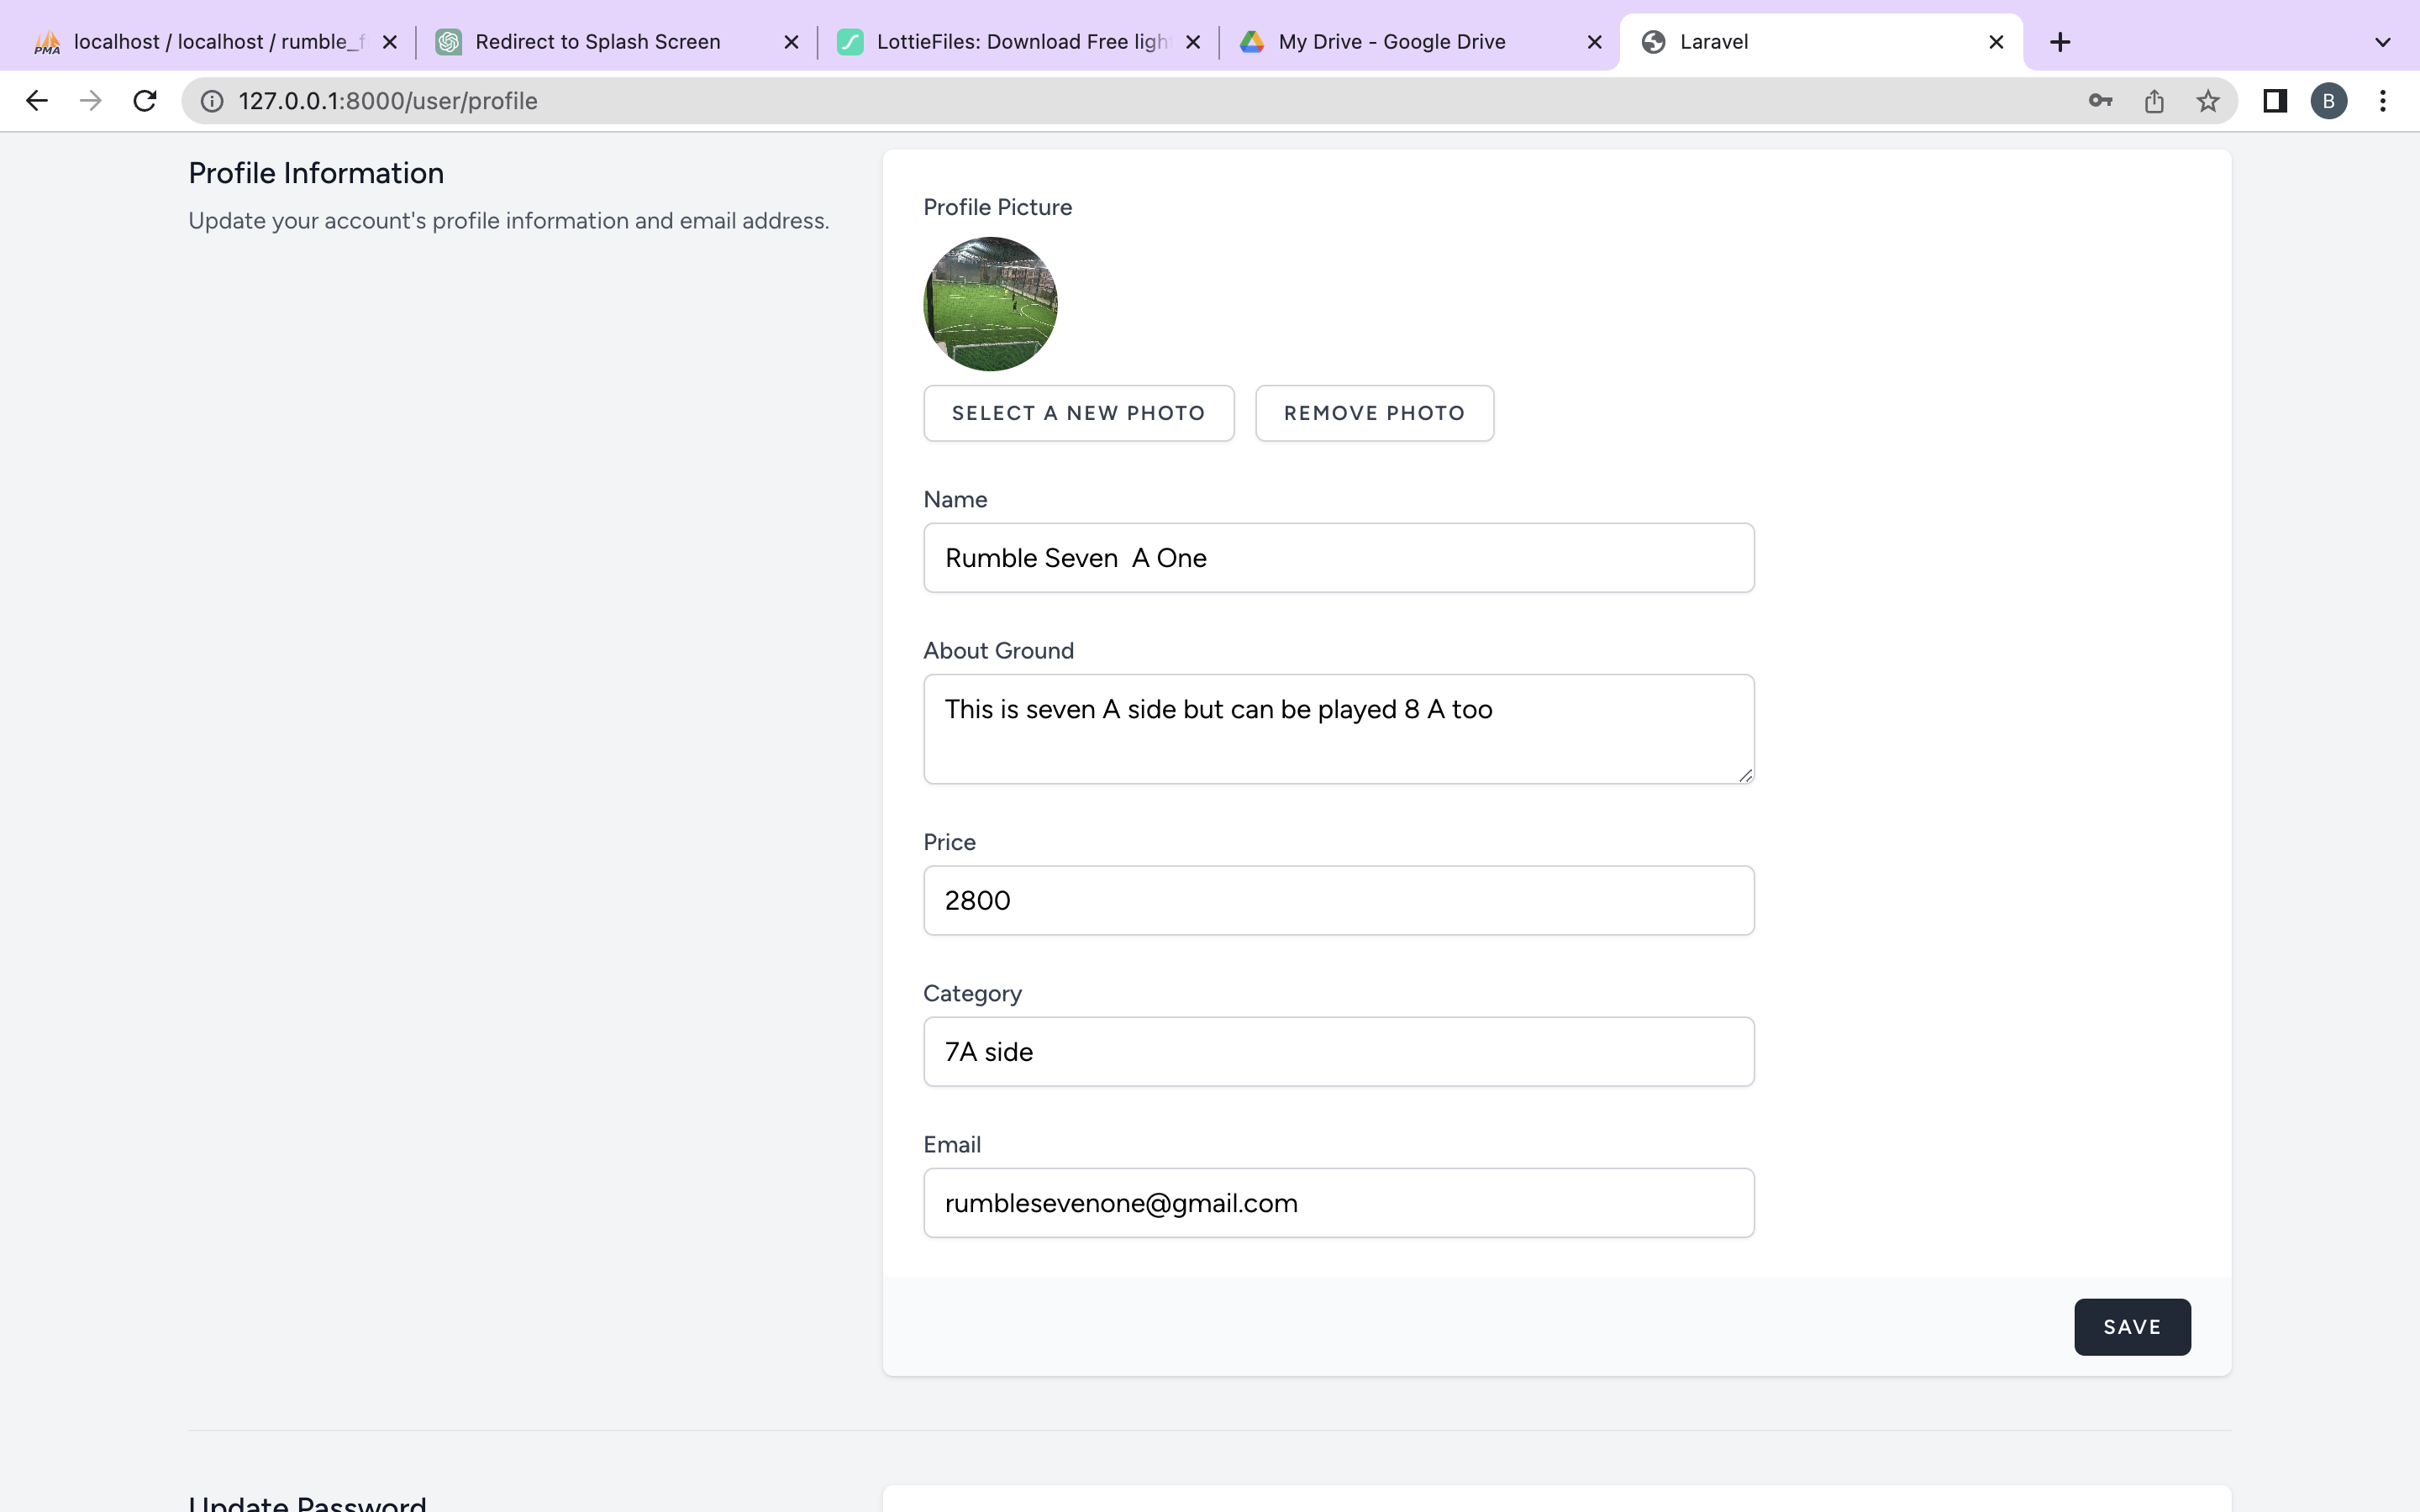 PMA localhost / localhost / rumble_f
Redirect to Splash Screen
LottieFiles: Download Free ligh
My Drive - Google Drive
Laravel
127.0.0.1:8000/user/profile
B
Profile Information
Update your account's profile information and email address.
Profile Picture
SELECT A NEW PHOTO
REMOVE PHOTO
Name
Rumble Seven  A One
About Ground
This is seven A side but can be played 8 A too
Price
2800
Category
7A side
Email
rumblesevenone@gmail.com
SAVE
Update Password